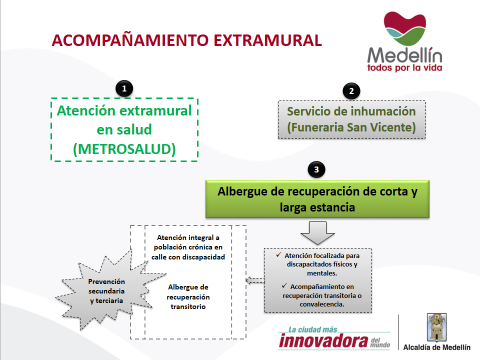 ACOMPAÑAMIENTO EXTRAMURAL
Medellín
todos por la vida
1
Atención extramural
en salud
(METROSALUD)
2
Servicio de inhumación
(Funeraria San Vicente)
3
Albergue de recuperación de corta y
larga estancia
Atención integral a
población crónica en
calle con discapacidad
Albergue de
recuperación
transitorio
Prevención
secundaria
y terciaria
✓ Atención focalizada para
discapacitados físicos y
mentales.
✓ Acompañamiento en
recuperación transitoria o
convalecencia.
La ciudad más
innovadora del
mundo
Alcaldía de Medellín